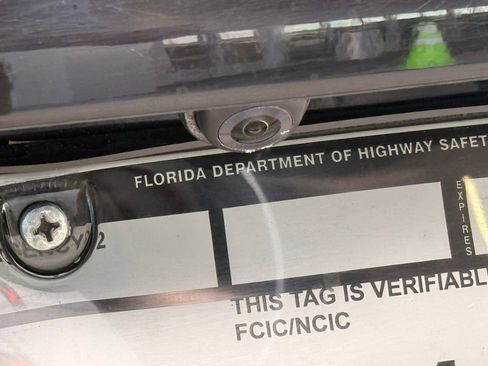 FLORIDA DEPARTMENT OF HIGHWAY SAFET
EXPIRES
THIS TAG IS VERIFIABL
FCIC/NCIC